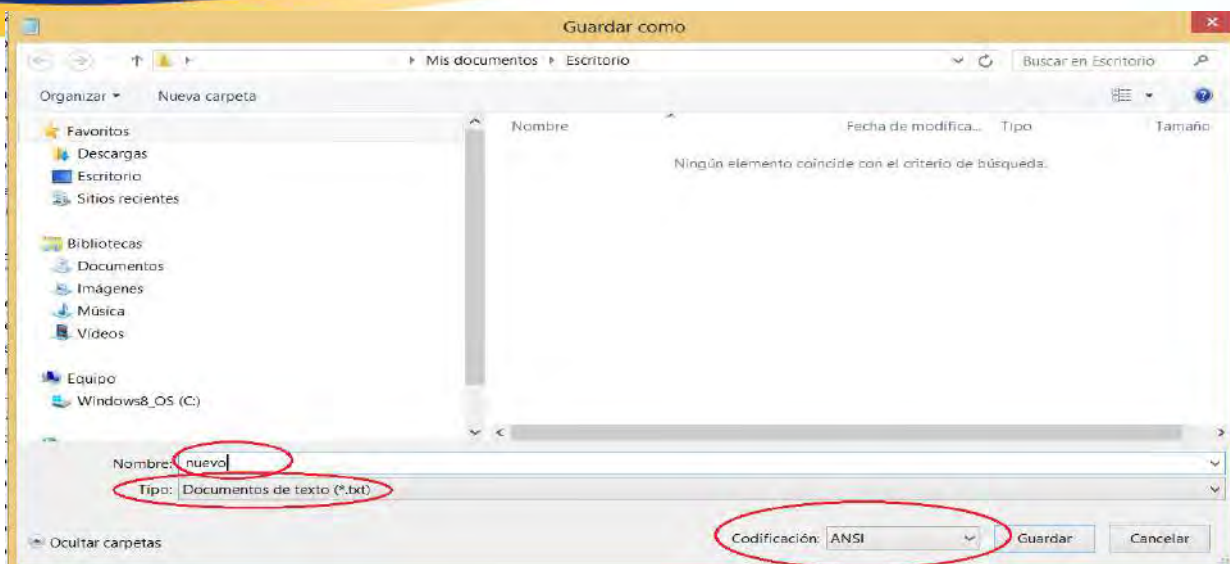 Guardar como
Mis documentos Escritorio
Buscar en Escritorio
Organizar Nueva carpeta
Nombre Fecha de modifica... Tipo Tamaño
Ningún elemento coincide con el criterio de búsqueda.
Favoritos
Descargas
Escritorio
Sitios recientes
Bibliotecas
Documentos
Imágenes
Música
Vídeos
Equipo
Windows8_OS (C:)
Nombre: nuevo
Tipo: Documentos de texto (*.txt)
Ocultar carpetas
Codificación: ANSI
Guardar
Cancelar